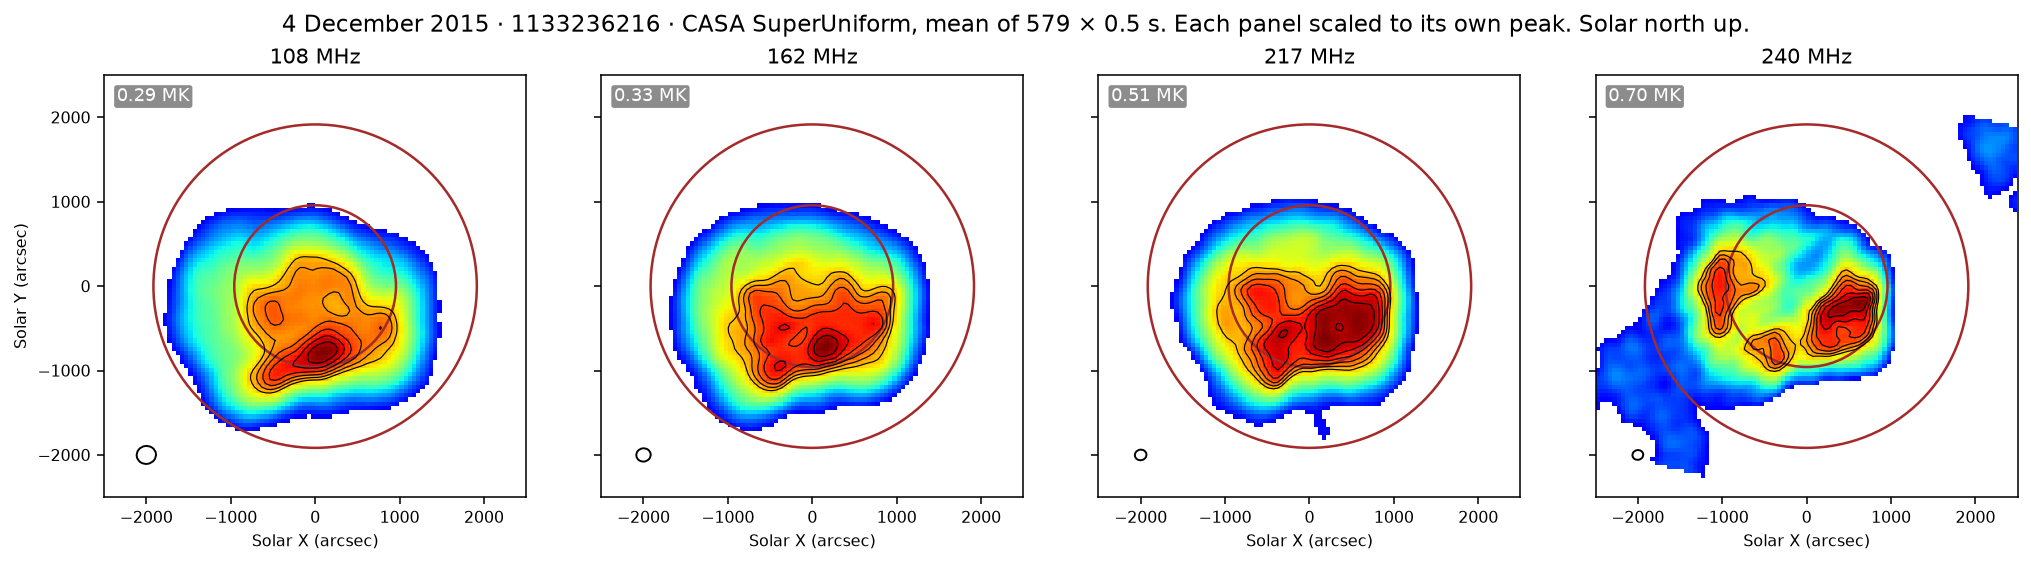 4 December 2015 · 1133236216 · CASA SuperUniform, mean of 579 × 0.5 s. Each panel scaled to its own peak. Solar north up.
108 MHz
162 MHz
217 MHz
240 MHz
0.29 MK
0.33 MK
0.51 MK
0.70 MK
2000
1000
0
−1000
−2000
Solar Y (arcsec)
−2000 −1000 0 1000 2000
−2000 −1000 0 1000 2000
−2000 −1000 0 1000 2000
−2000 −1000 0 1000 2000
Solar X (arcsec)
Solar X (arcsec)
Solar X (arcsec)
Solar X (arcsec)